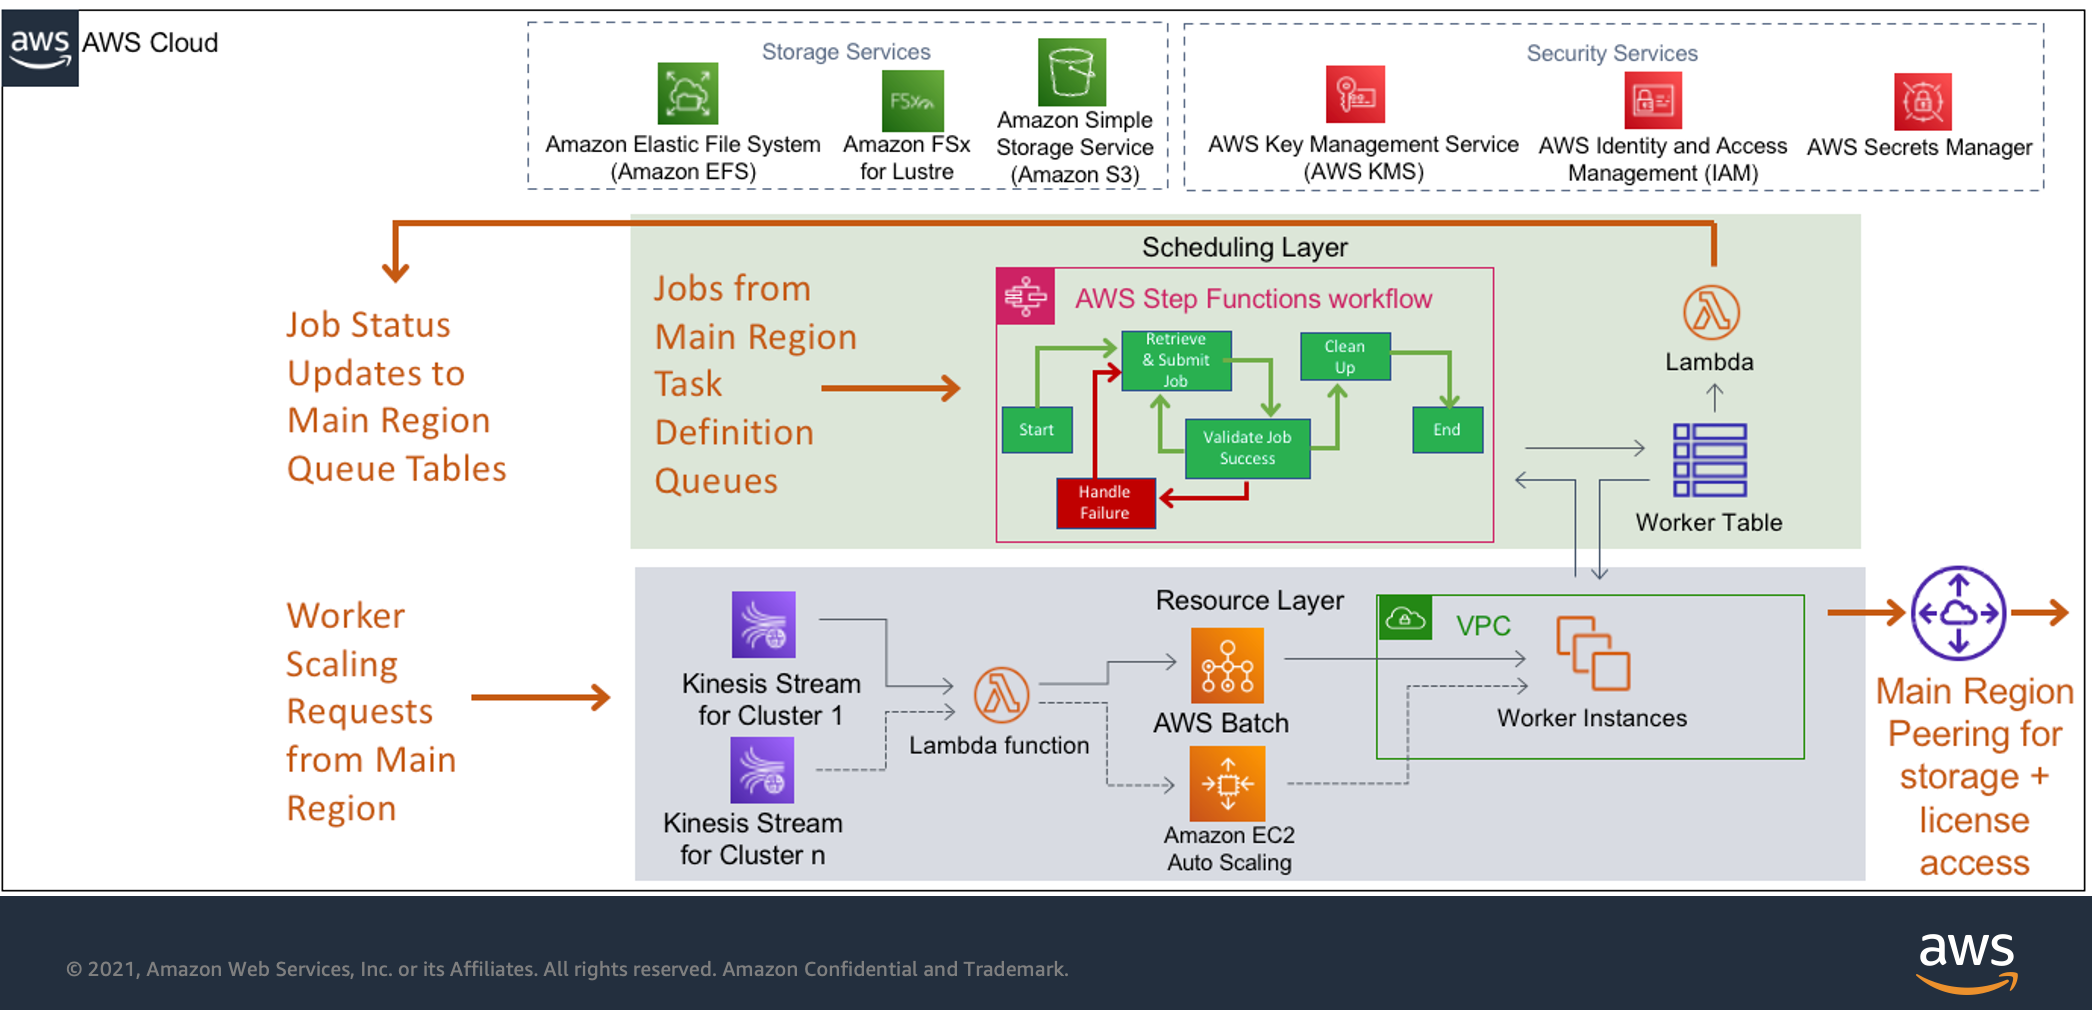 aws
AWS Cloud
Storage Services
Amazon Elastic File System
(Amazon EFS)
FSx
Amazon FSx
for Lustre
Amazon Simple
Storage Service
(Amazon S3)
Security Services
AWS Key Management Service
(AWS KMS)
AWS Identity and Access
Management (IAM)
AWS Secrets Manager
Job Status
Updates to
Main Region
Queue Tables
Scheduling Layer
Jobs from
Main Region
Task
Definition
Queues
AWS Step Functions workflow
Start
Retrieve
& Submit
Job
Validate Job
Success
Handle
Failure
Clean
Up
End
Lambda
Worker Table
Worker
Scaling
Requests
from Main
Region
Resource Layer
Kinesis Stream
for Cluster 1
Kinesis Stream
for Cluster n
Lambda function
AWS Batch
Amazon EC2
Auto Scaling
VPC
Worker Instances
Main Region
Peering for
storage +
license
access
© 2021, Amazon Web Services, Inc. or its Affiliates. All rights reserved. Amazon Confidential and Trademark.
aws